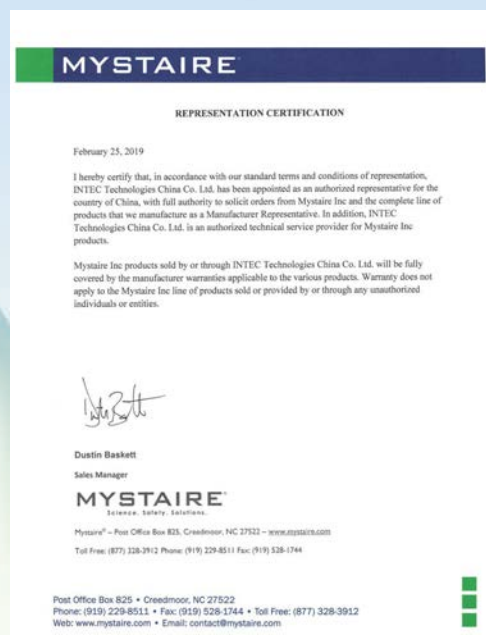 MYSTAIRE
REPRESENTATION CERTIFICATION
February 25, 2019
I hereby certify that, in accordance with our standard terms and conditions of representation,
INTEC Technologies China Co. Ltd. has been appointed as an authorized representative for the
country of China, with full authority to solicit orders from Mystaire Inc and the complete line of
products that we manufacture as a Manufacturer Representative. In addition, INTEC
Technologies China Co. Ltd. is an authorized technical service provider for Mystaire Inc
products.
Mystaire Inc products sold by or through INTEC Technologies China Co. Ltd. will be fully
covered by the manufacturer warranties applicable to the various products. Warranty does not
apply to the Mystaire Inc line of products sold or provided by or through any unauthorized
individuals or entities.
Dustin Baskett
Sales Manager
MYSTAIRE®
Science. Safety. Solutions.
Mystaire® – Post Office Box 825, Creedmoor, NC 27522 – www.mystaire.com
Toll Free: (877) 328-3912 Phone: (919) 229-8511 Fax: (919) 528-1744
Post Office Box 825 • Creedmoor, NC 27522
Phone: (919) 229-8511 • Fax: (919) 528-1744 • Toll Free: (877) 328-3912
Web: www.mystaire.com • Email: contact@mystaire.com